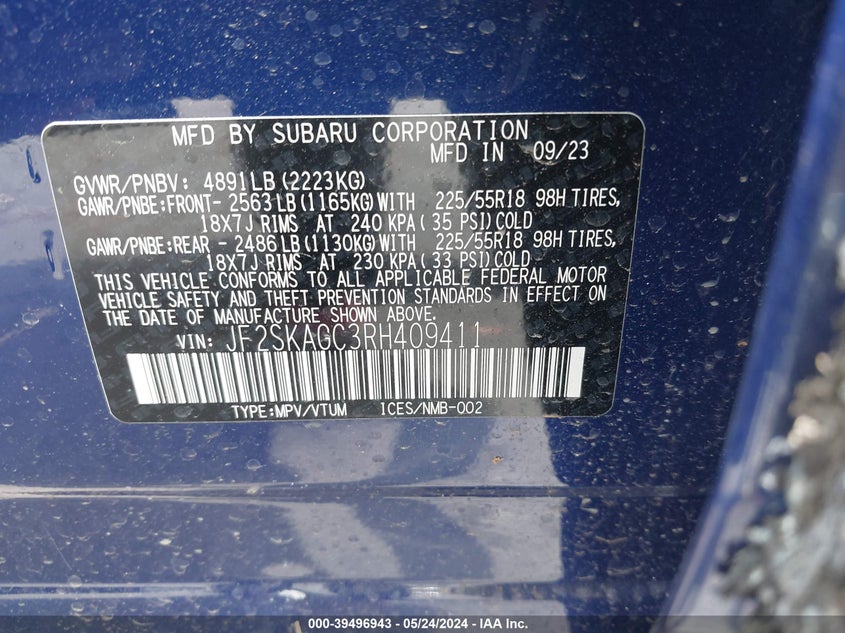 MFD BY SUBARU CORPORATION
MFD IN 09/23
GVWR/PNBV: 4891LB (2223KG)
GAWR/PNBE:FRONT- 2563LB (1165KG)WITH 225/55R18 98H TIRES,
18X7J RIMS AT 240 KPA( 35 PSI)COLD
GAWR/PNBE:REAR - 2486LB (1130KG)WITH 225/55R18 98H TIRES,
18X7J RIMS AT 230 KPA( 33 PSI)COLD
THIS VEHICLE CONFORMS TO ALL APPLICABLE FEDERAL MOTOR
VEHICLE SAFETY AND THEFT PREVENTION STANDARDS IN EFFECT ON
THE DATE OF MANUFACTURE SHOWN ABOVE.
VIN: JF2SKAGC3RH409411
TYPE:MPV/VTUM ICES/NMB-002
000-39496943 - 05/24/2024 - IAA Inc.